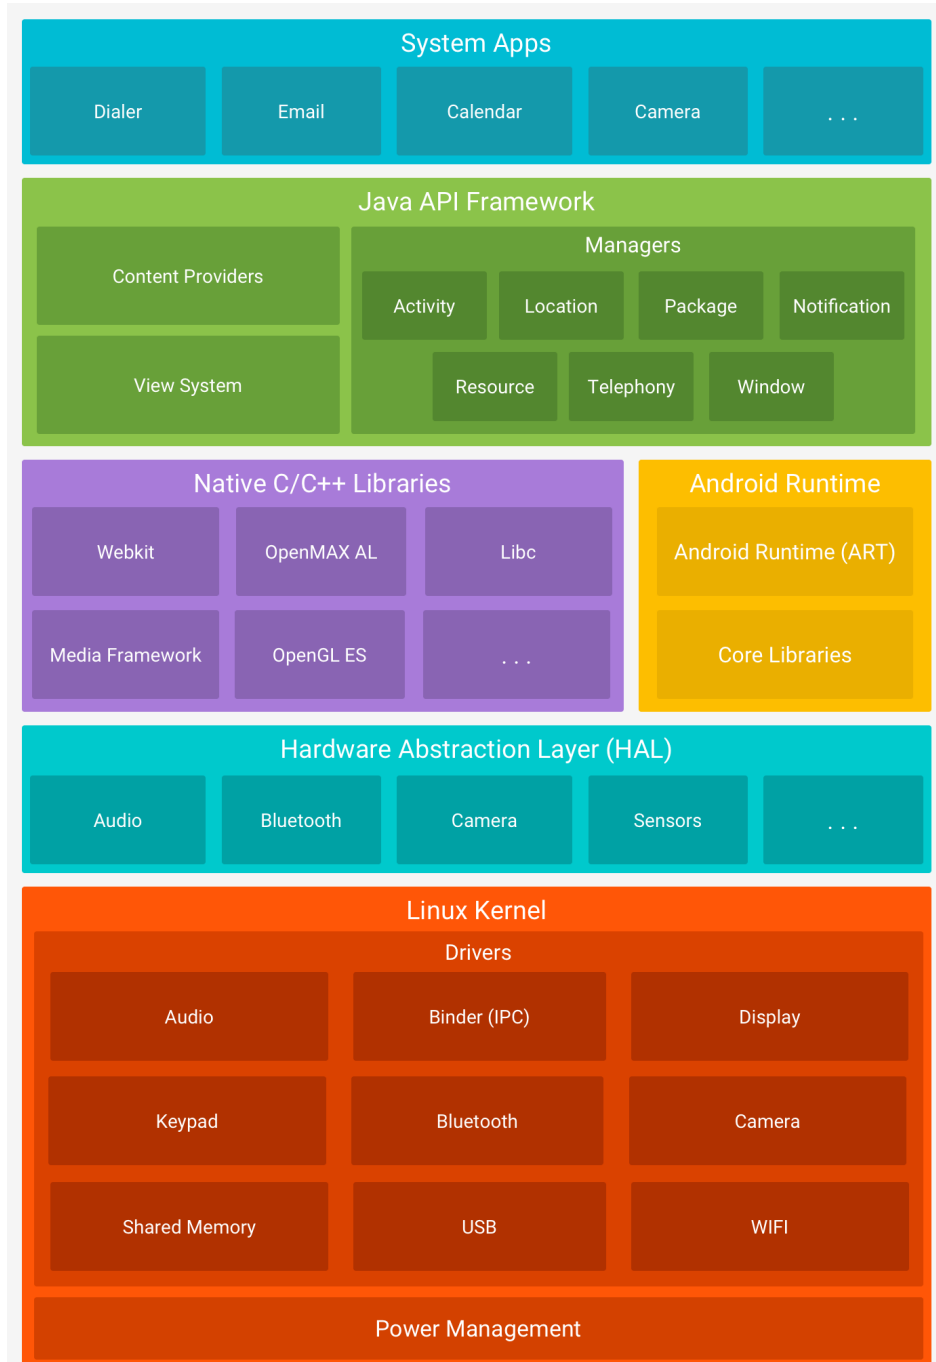 System Apps
Dialer
Email
Calendar
Camera
. . .
Java API Framework
Content Providers
View System
Managers
Activity
Location
Package
Notification
Resource
Telephony
Window
Native C/C++ Libraries
Webkit
OpenMAX AL
Libc
Media Framework
OpenGL ES
. . .
Android Runtime
Android Runtime (ART)
Core Libraries
Hardware Abstraction Layer (HAL)
Audio
Bluetooth
Camera
Sensors
. . .
Linux Kernel
Drivers
Audio
Binder (IPC)
Display
Keypad
Bluetooth
Camera
Shared Memory
USB
WIFI
Power Management